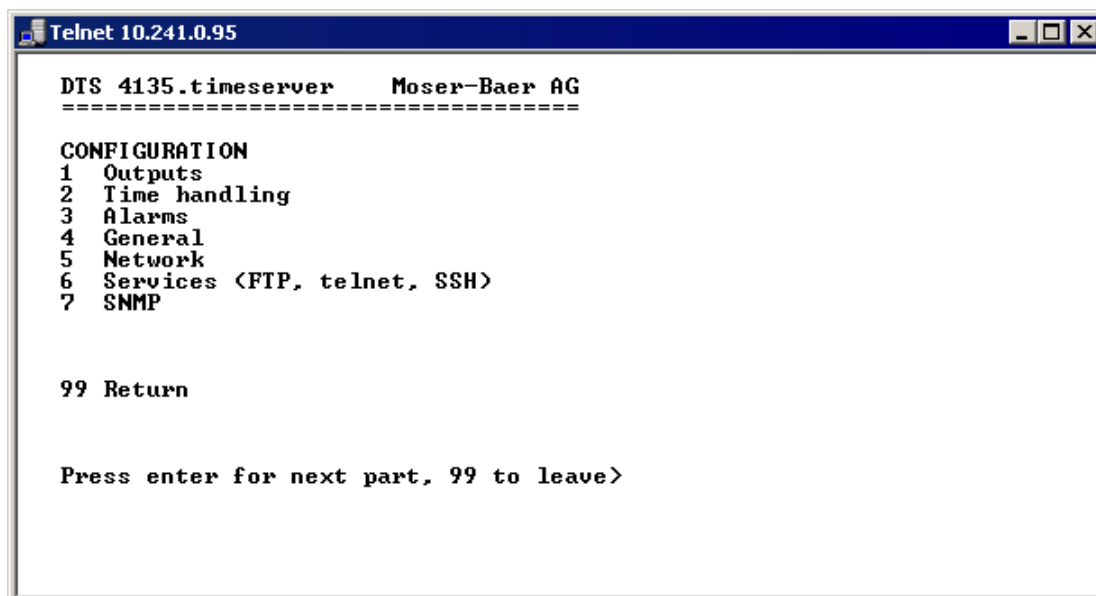 Telnet 10.241.0.95
DTS 4135.timeserver Moser-Baer AG
====================================
CONFIGURATION
1 Outputs
2 Time handling
3 Alarms
4 General
5 Network
6 Services (FTP, telnet, SSH)
7 SNMP
99 Return
Press enter for next part, 99 to leave>